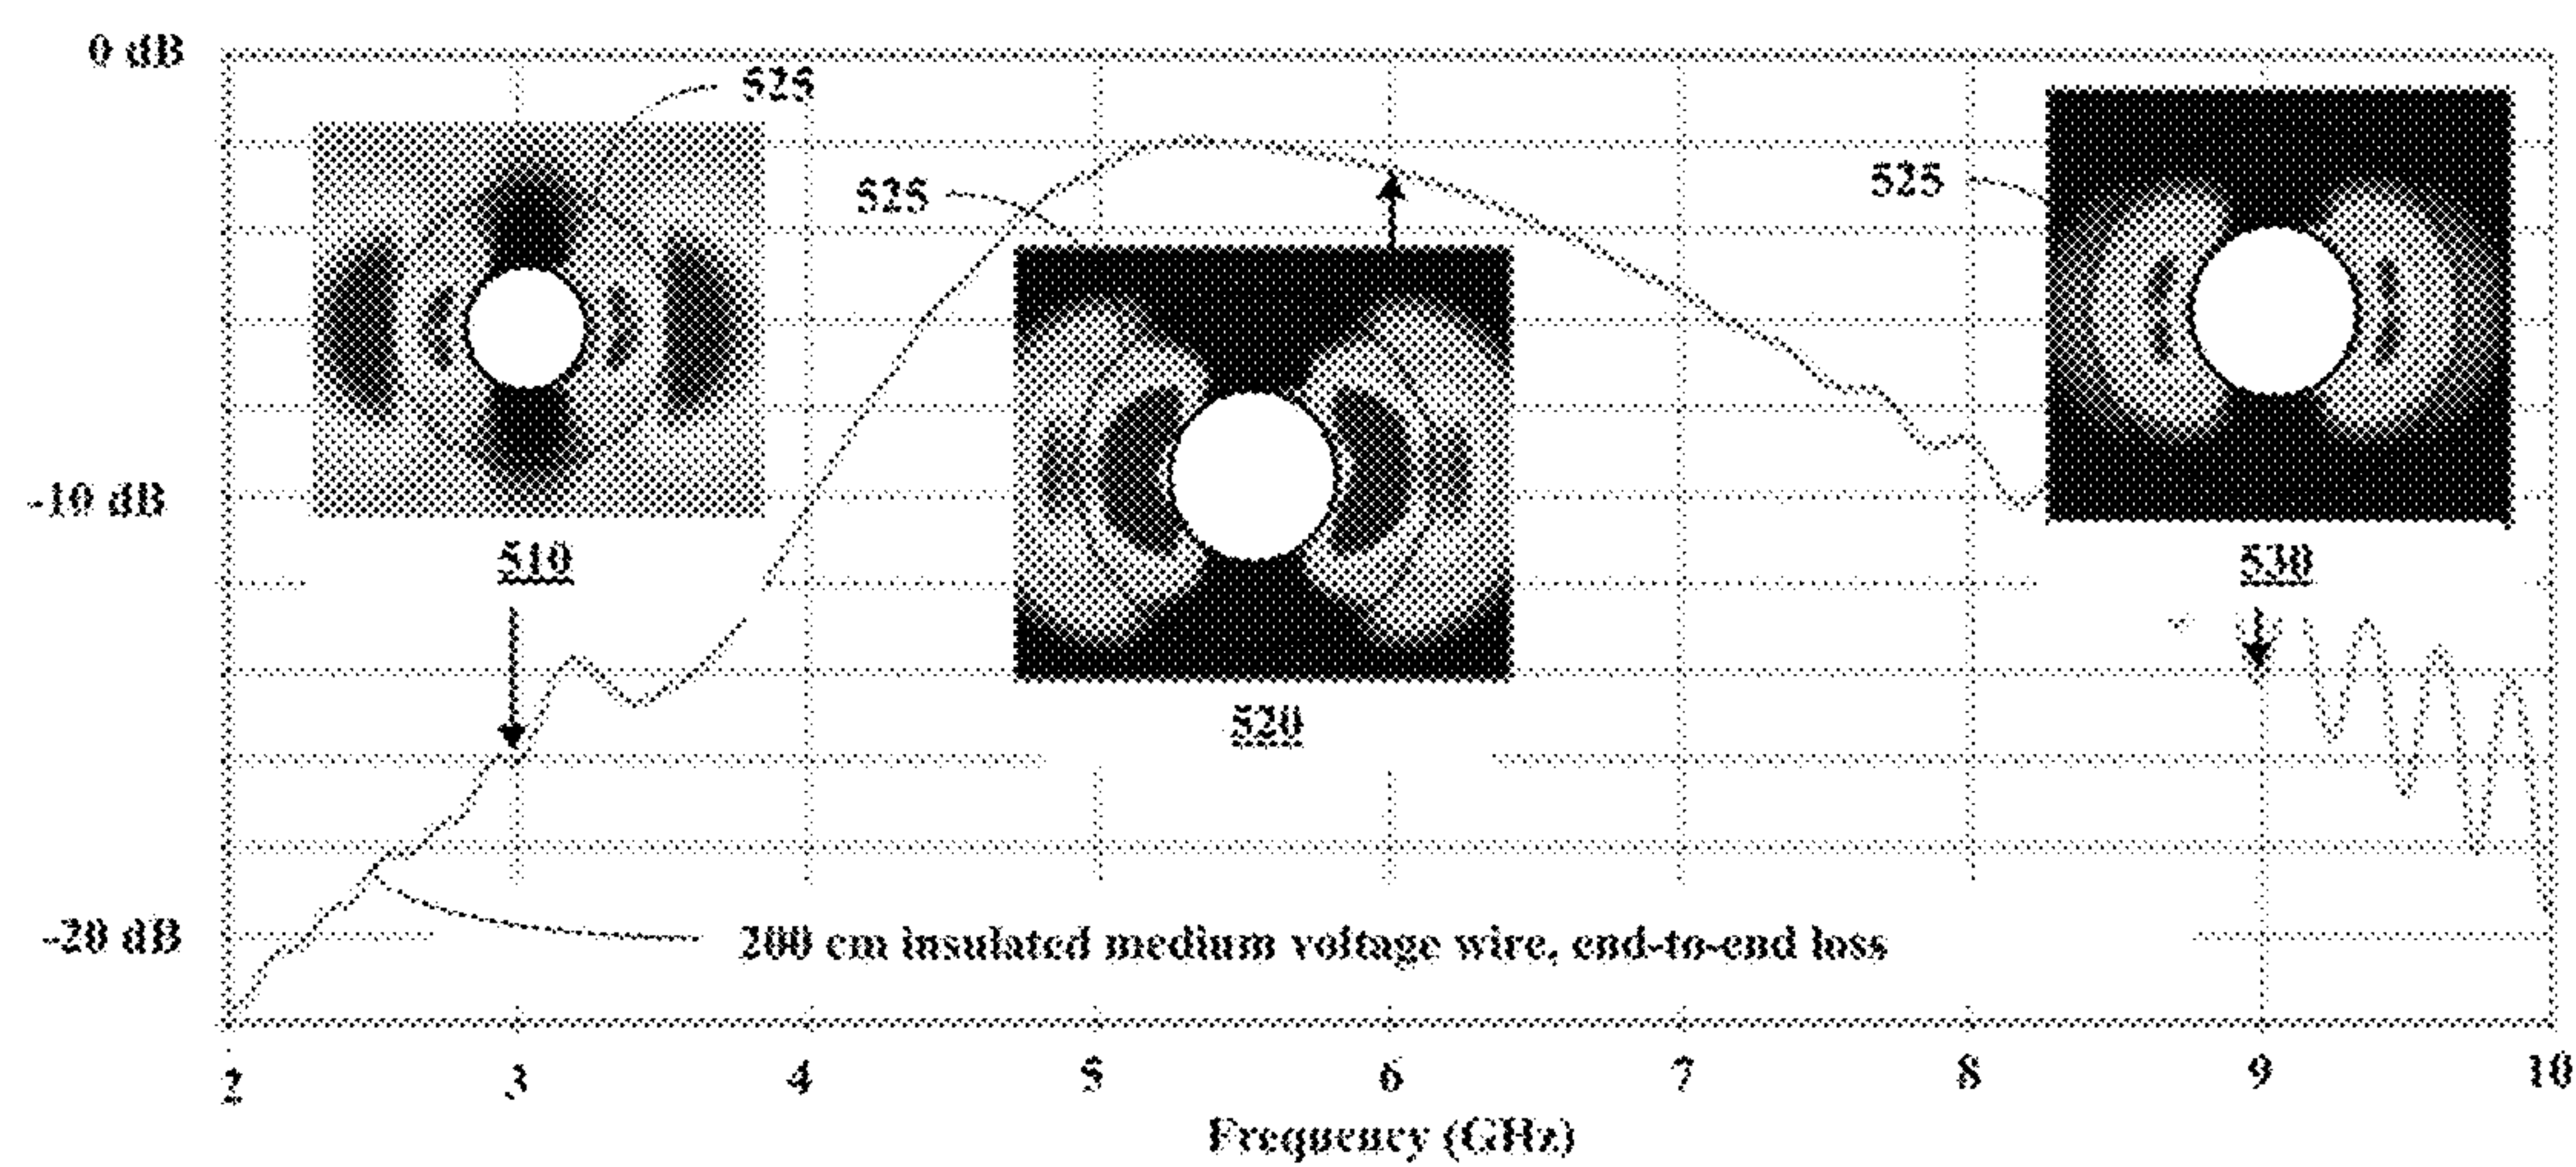 0 dB
525
525
525
-10 dB
510
530
520
-20 dB
200 cm insulated medium voltage wire, end-to-end loss
2 3 4 5 6 7 8 9 10
Frequency (GHz)